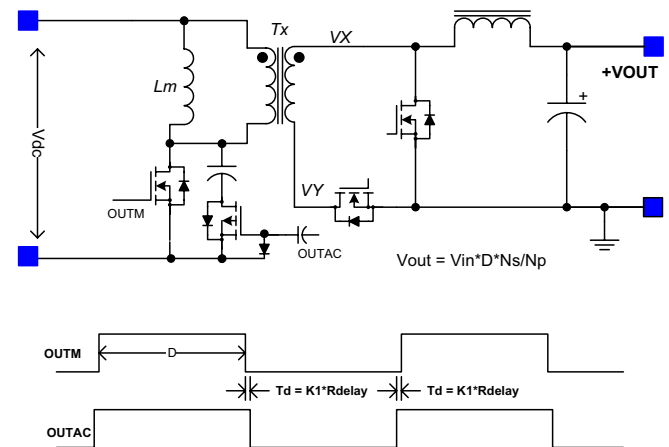 Tx
VX
Lm
+VOUT
+
Vdc
OUTM
VY
OUTAC
Vout = Vin*D*Ns/Np
OUTM
D
Td = K1*Rdelay
Td = K1*Rdelay
OUTAC